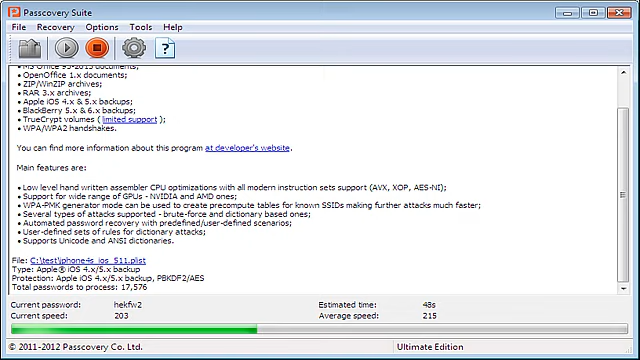 Passcovery Suite
File Recovery Options Tools Help
• MS Office 95-2013 documents;
• OpenOffice 1.x documents;
• ZIP/WinZIP archives;
• RAR 3.x archives;
• Apple iOS 4.x & 5.x backups;
• BlackBerry 5.x & 6.x backups;
• TrueCrypt volumes ( limited support );
• WPA/WPA2 handshakes.
You can find more information about this program at developer's website.
Main features are:
• Low level hand written assembler CPU optimizations with all modern instruction sets support (AVX, XOP, AES-NI);
• Support for wide range of GPUs - NVIDIA and AMD ones;
• WPA-PMK generator mode can be used to create precompute tables for known SSIDs making further attacks much faster;
• Several types of attacks supported - brute-force and dictionary based ones;
• Automated password recovery with predefined/user-defined scenarios;
• User-defined sets of rules for dictionary attacks;
• Supports Unicode and ANSI dictionaries.
File: C:\test\iphone4s_ios_511.plist
Type: Apple® iOS 4.x/5.x backup
Protection: Apple iOS 4.x/5.x backup, PBKDF2/AES
Total passwords to process: 17,576
Current password: hekfw2 Estimated time: 48s
Current speed: 203 Average speed: 215
© 2011-2012 Passcovery Co. Ltd. Ultimate Edition